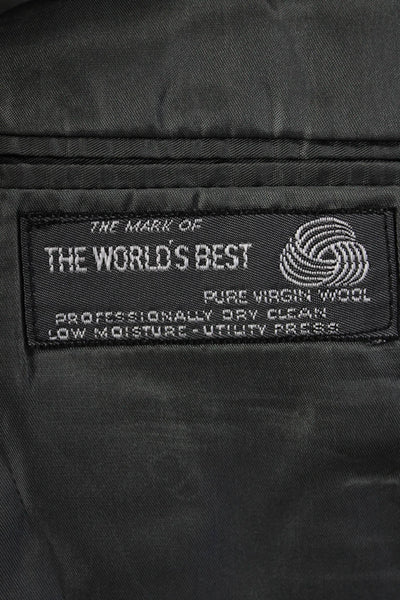 THE MARK OF
THE WORLD'S BEST
PURE VIRGIN WOOL
PROFESSIONALLY DRY CLEAN
LOW MOISTURE - UTILITY PRESS